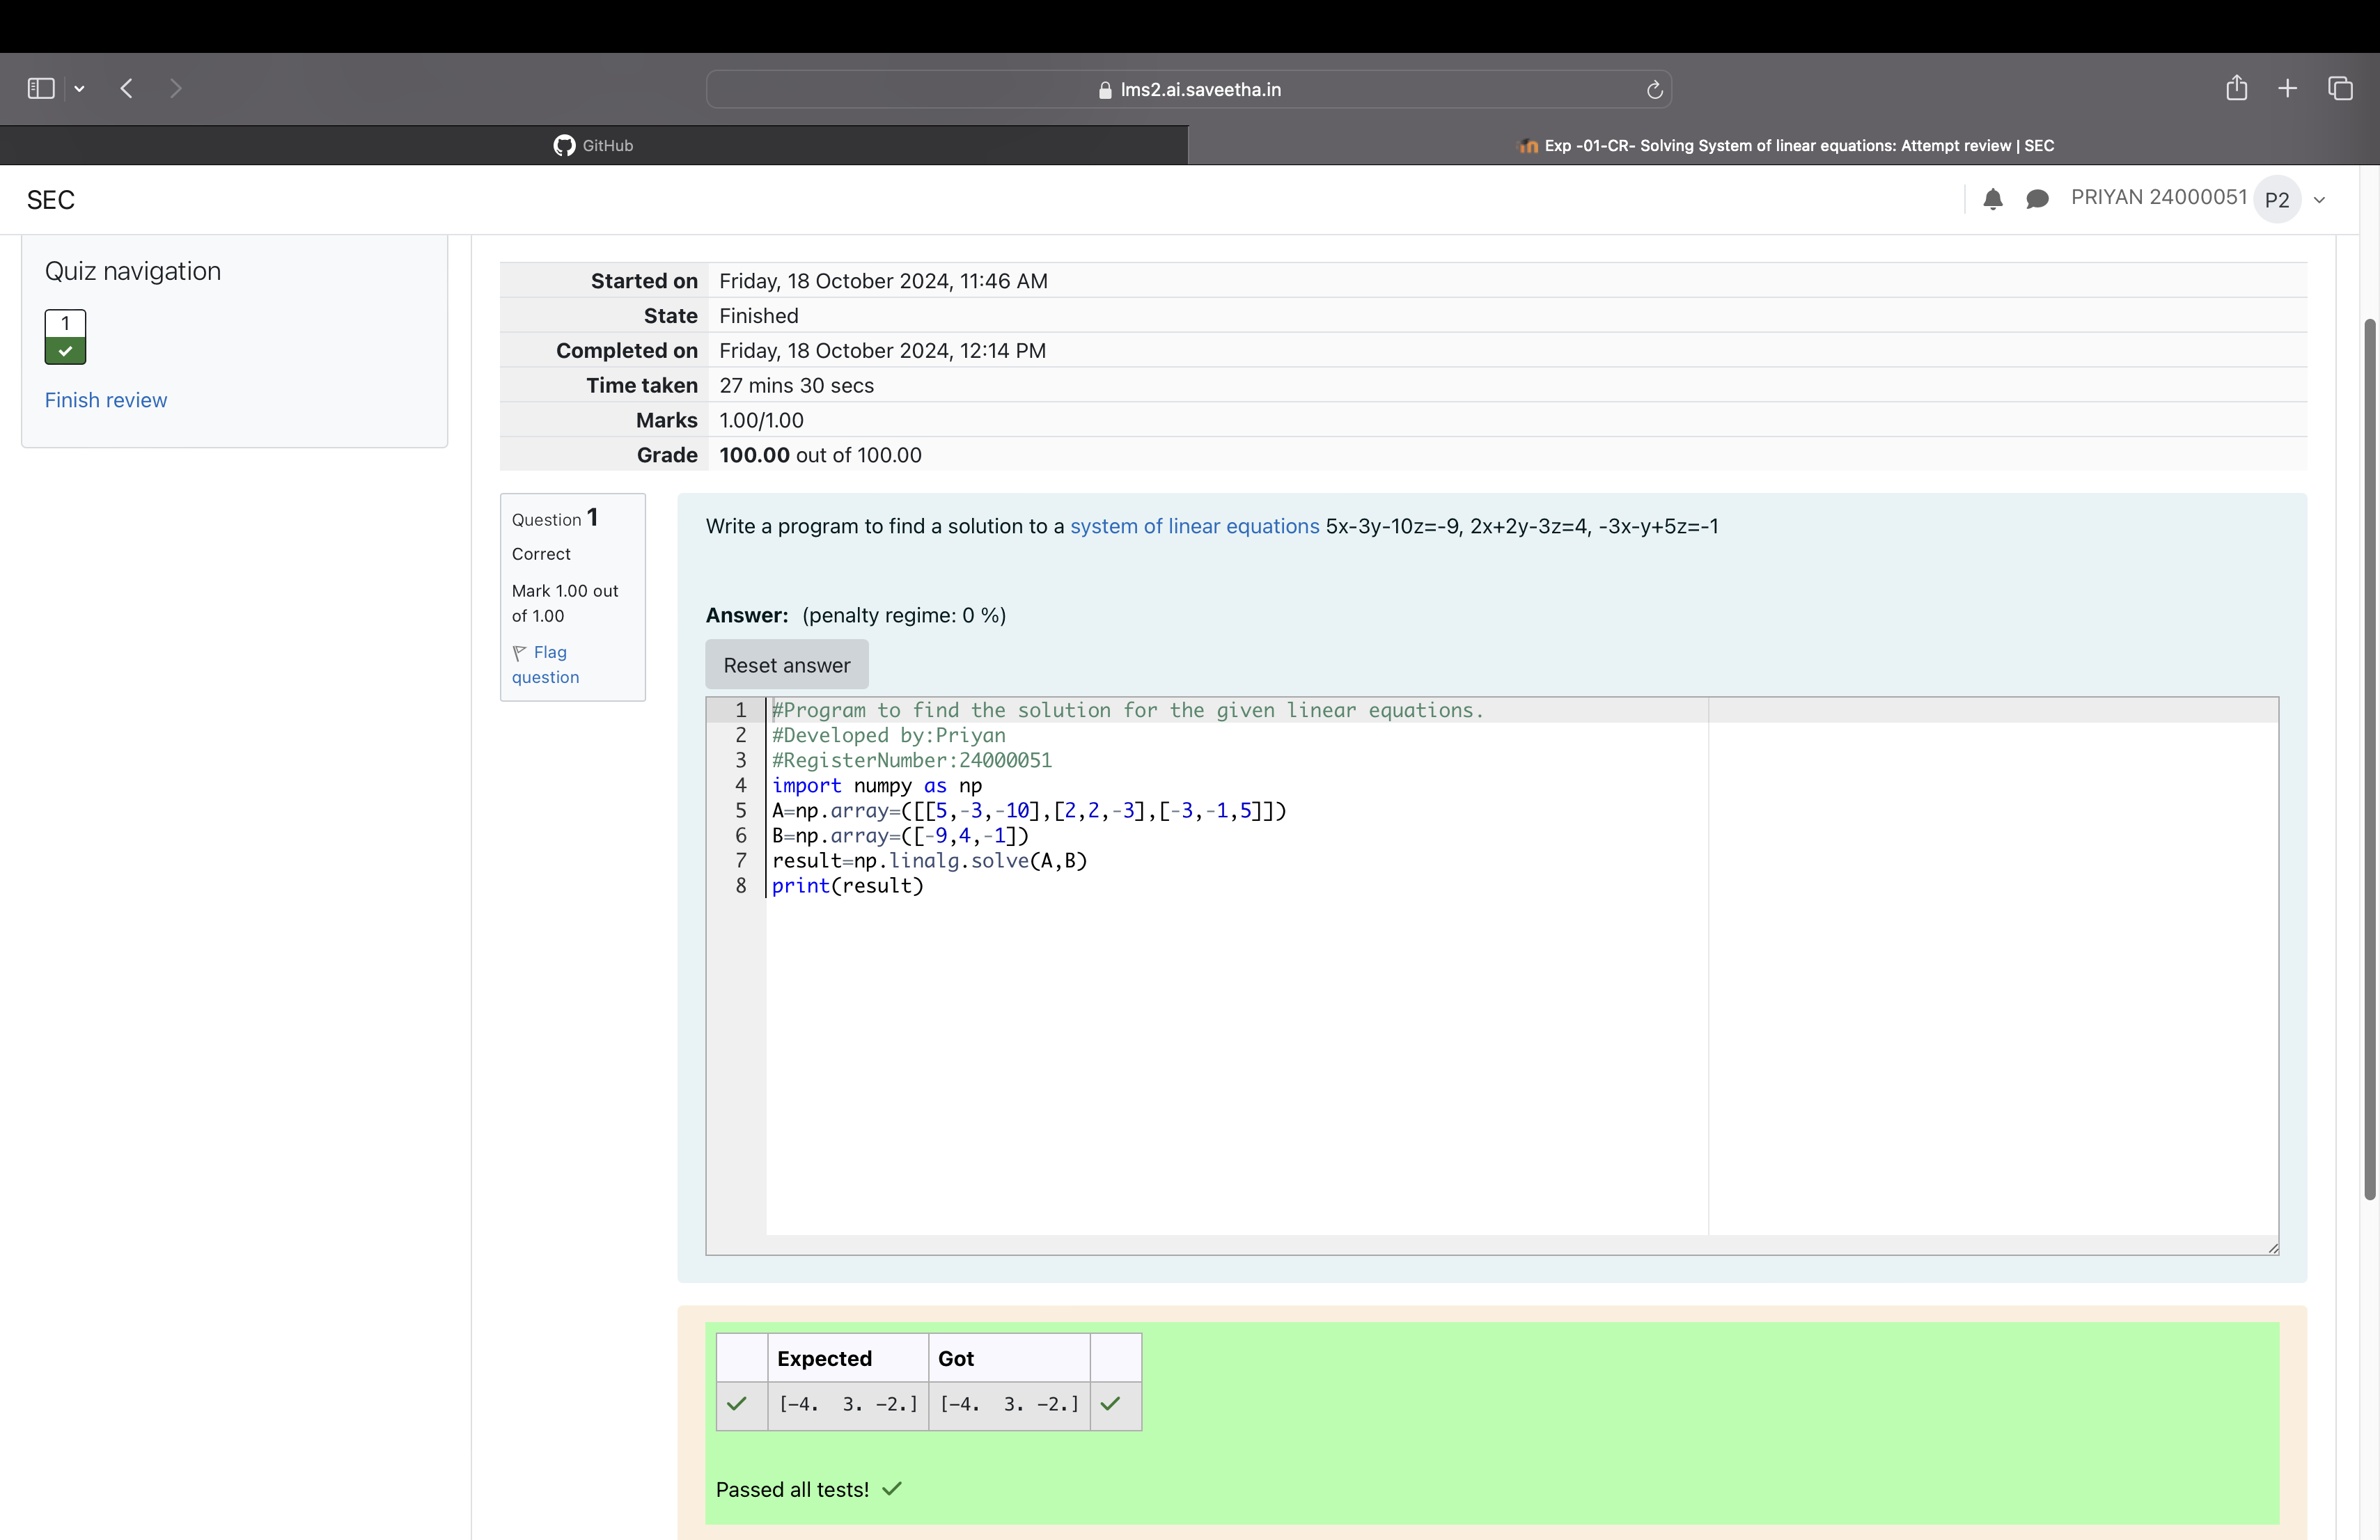 lms2.ai.saveetha.in
GitHub
Exp -01-CR- Solving System of linear equations: Attempt review | SEC
SEC
PRIYAN 24000051 P2
Quiz navigation
1
Finish review
Started on Friday, 18 October 2024, 11:46 AM
State Finished
Completed on Friday, 18 October 2024, 12:14 PM
Time taken 27 mins 30 secs
Marks 1.00/1.00
Grade 100.00 out of 100.00
Question 1
Correct
Mark 1.00 out
of 1.00
Flag
question
Write a program to find a solution to a system of linear equations 5x-3y-10z=-9, 2x+2y-3z=4, -3x-y+5z=-1
Answer: (penalty regime: 0 %)
Reset answer
1 #Program to find the solution for the given linear equations.
2 #Developed by:Priyan
3 #RegisterNumber:24000051
4 import numpy as np
5 A=np.array=([[5,-3,-10],[2,2,-3],[-3,-1,5]])
6 B=np.array=([-9,4,-1])
7 result=np.linalg.solve(A,B)
8 print(result)
Expected Got
[-4.  3. -2.] [-4.  3. -2.]
Passed all tests!